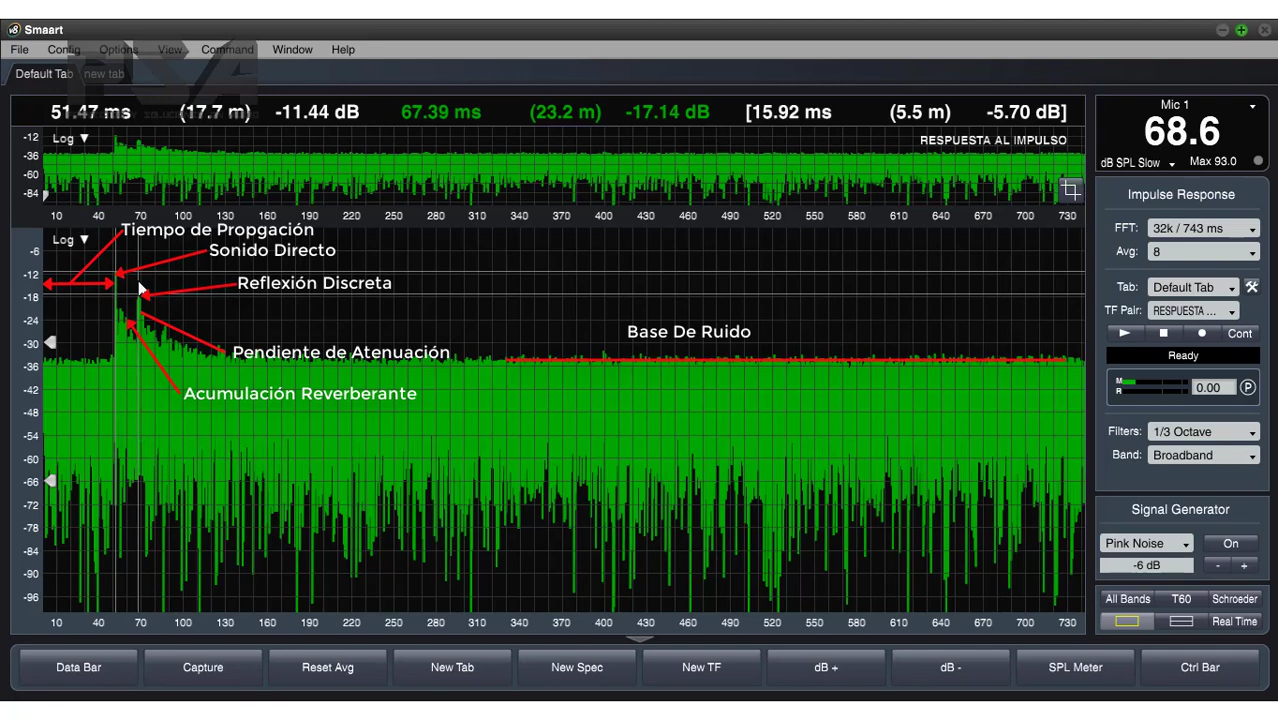 v8 Smaart
File Config Options View Command Window Help
Default Tab new tab
51.47 ms (17.7 m) -11.44 dB 67.39 ms (23.2 m) -17.14 dB [15.92 ms (5.5 m) -5.70 dB]
Log ▼
RESPUESTA AL IMPULSO
-12
-36
-60
-84
10 40 70 100 130 160 190 220 250 280 310 340 370 400 430 460 490 520 550 580 610 640 670 700 730
Log ▼
Tiempo de Propgación
Sonido Directo
Reflexión Discreta
Base De Ruido
Pendiente de Atenuación
Acumulación Reverberante
-6
-12
-18
-24
-30
-36
-42
-48
-54
-60
-66
-72
-78
-84
-90
-96
10 40 70 100 130 160 190 220 250 280 310 340 370 400 430 460 490 520 550 580 610 640 670 700 730
Mic 1
68.6
dB SPL Slow Max 93.0
Impulse Response
FFT: 32k / 743 ms
Avg: 8
Tab: Default Tab
TF Pair: RESPUESTA ...
Cont
Ready
M
R
0.00 P
Filters: 1/3 Octave
Band: Broadband
Signal Generator
Pink Noise On
-6 dB - +
All Bands T60 Schroeder
Real Time
Data Bar Capture Reset Avg New Tab New Spec New TF dB + dB - SPL Meter Ctrl Bar